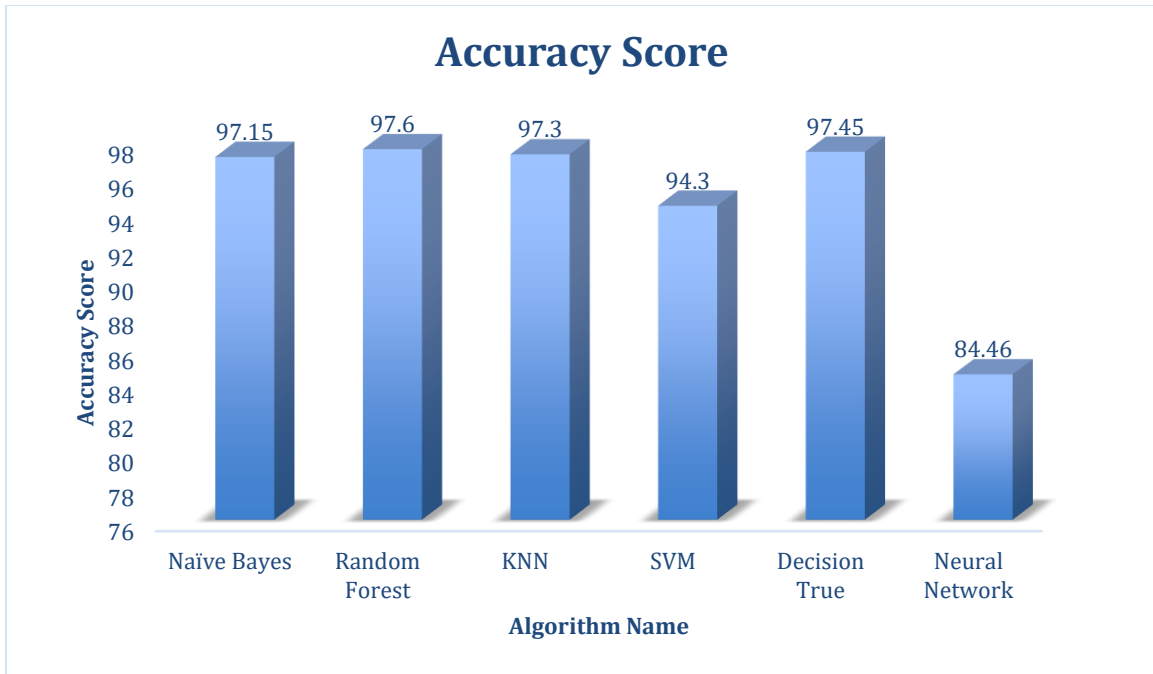 Accuracy Score
97.15
97.6
97.3
94.3
97.45
84.46
98
96
94
92
90
88
86
84
82
80
78
76
Accuracy Score
Naïve Bayes
Random
Forest
KNN
SVM
Decision
True
Neural
Network
Algorithm Name